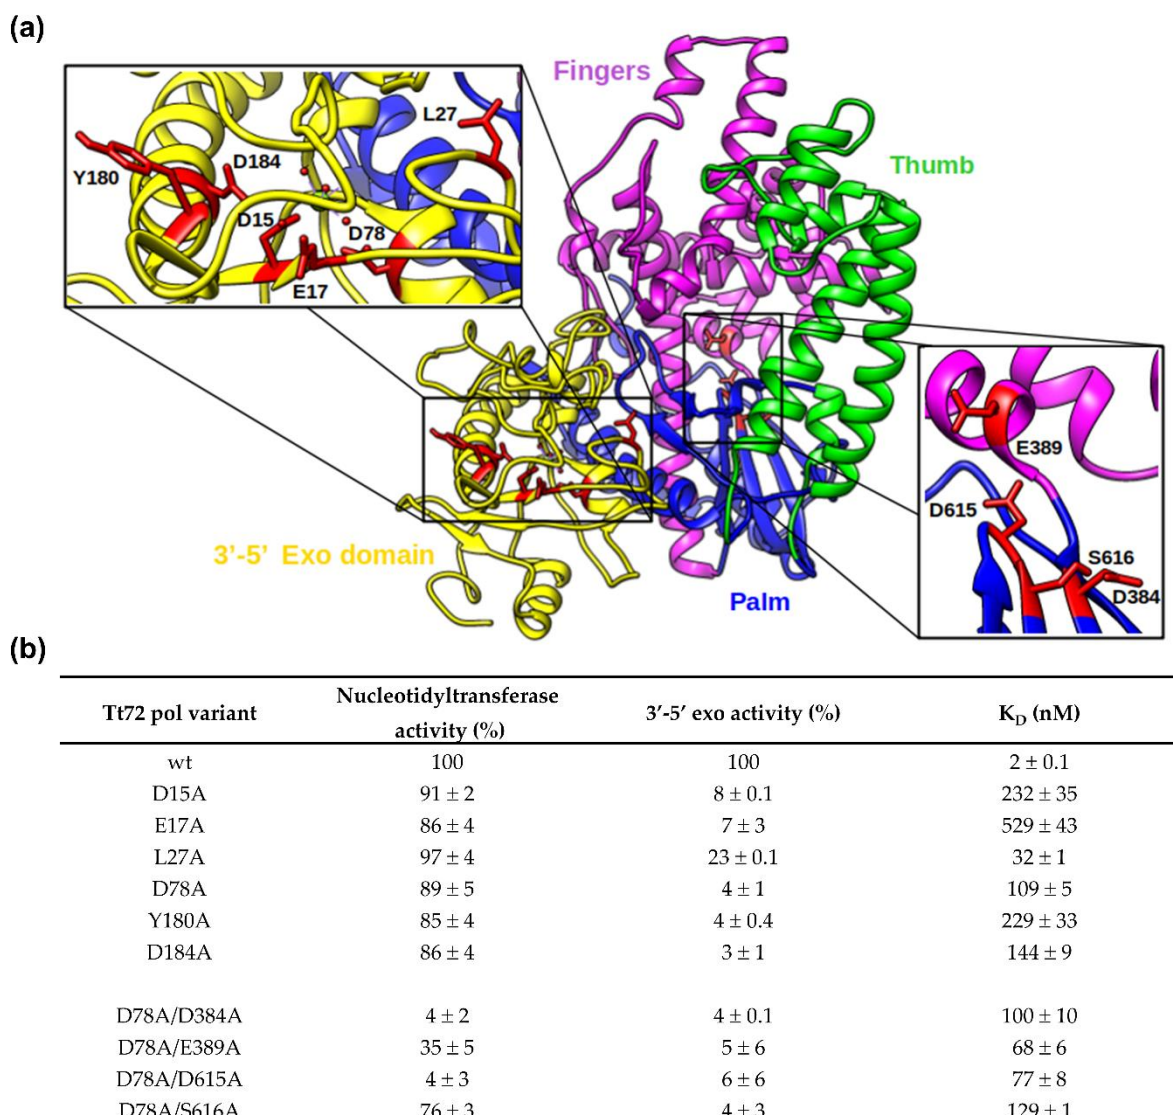 (a)
Fingers
Thumb
L27
D184
Y180
D15
D78
E17
E389
D615
S616
D384
3'-5' Exo domain
Palm
(b)
Tt72 pol variant Nucleotidyltransferase activity (%) 3′-5′ exo activity (%) K_D (nM)
wt 100 100 2 ± 0.1
D15A 91 ± 2 8 ± 0.1 232 ± 35
E17A 86 ± 4 7 ± 3 529 ± 43
L27A 97 ± 4 23 ± 0.1 32 ± 1
D78A 89 ± 5 4 ± 1 109 ± 5
Y180A 85 ± 4 4 ± 0.4 229 ± 33
D184A 86 ± 4 3 ± 1 144 ± 9
D78A/D384A 4 ± 2 4 ± 0.1 100 ± 10
D78A/E389A 35 ± 5 5 ± 6 68 ± 6
D78A/D615A 4 ± 3 6 ± 6 77 ± 8
D78A/S616A 76 ± 3 4 ± 3 129 ± 1